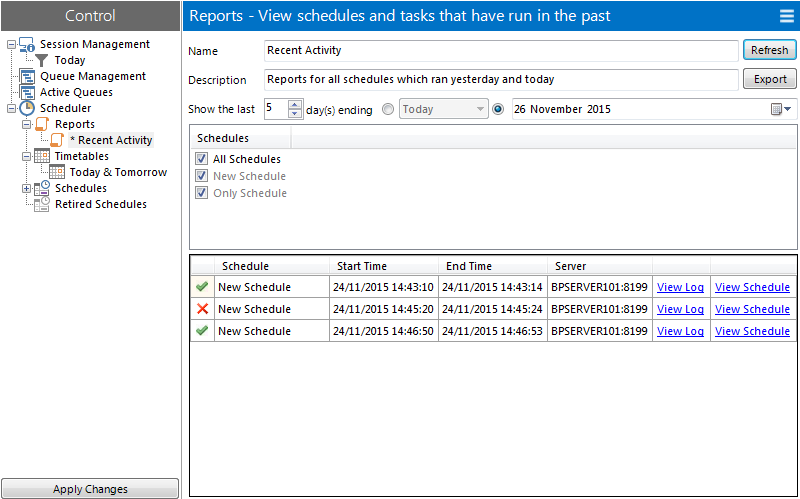 Control
Reports - View schedules and tasks that have run in the past
Session Management
Today
Queue Management
Active Queues
Scheduler
Reports
* Recent Activity
Timetables
Today & Tomorrow
Schedules
Retired Schedules
Apply Changes
Name Recent Activity Refresh
Description Reports for all schedules which ran yesterday and today Export
Show the last 5 day(s) ending Today 26 November 2015
Schedules
All Schedules
New Schedule
Only Schedule
Schedule Start Time End Time Server
New Schedule 24/11/2015 14:43:10 24/11/2015 14:43:14 BPSERVER101:8199 View Log View Schedule
New Schedule 24/11/2015 14:45:20 24/11/2015 14:45:24 BPSERVER101:8199 View Log View Schedule
New Schedule 24/11/2015 14:46:50 24/11/2015 14:46:53 BPSERVER101:8199 View Log View Schedule